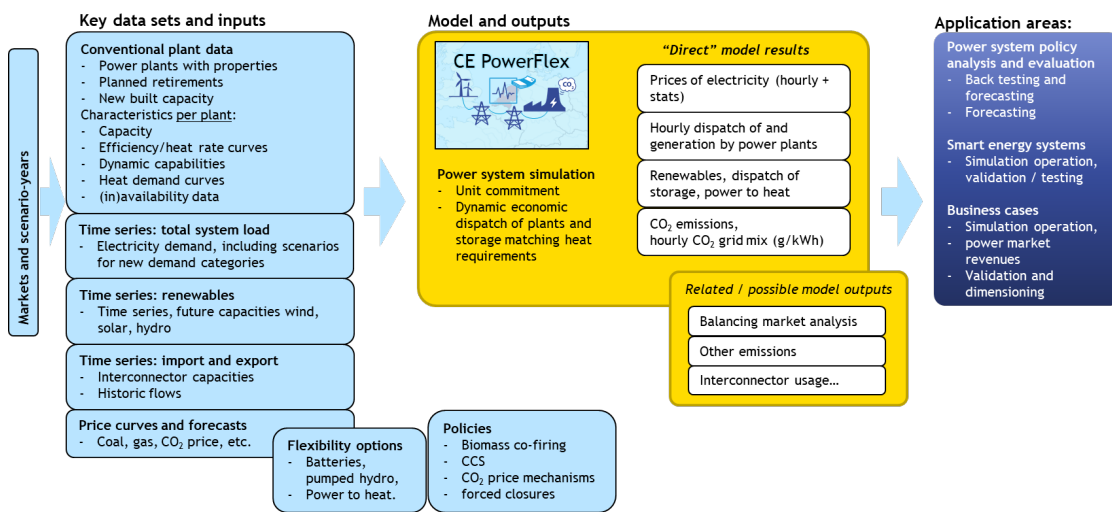 Key data sets and inputs
Model and outputs
Application areas:
Markets and scenario-years
Conventional plant data
- Power plants with properties
- Planned retirements
- New built capacity
Characteristics per plant:
- Capacity
- Efficiency/heat rate curves
- Dynamic capabilities
- Heat demand curves
- (in)availability data
Time series: total system load
- Electricity demand, including scenarios
for new demand categories
Time series: renewables
- Time series, future capacities wind,
solar, hydro
Time series: import and export
- Interconnector capacities
- Historic flows
Price curves and forecasts
- Coal, gas, CO2 price, etc.
Flexibility options
- Batteries,
pumped hydro,
- Power to heat.
Policies
- Biomass co-firing
- CCS
- CO2 price mechanisms
- forced closures
CE PowerFlex
CO2
Power system simulation
- Unit commitment
- Dynamic economic
dispatch of plants and
storage matching heat
requirements
“Direct” model results
Prices of electricity (hourly +
stats)
Hourly dispatch of and
generation by power plants
Renewables, dispatch of
storage, power to heat
CO2 emissions,
hourly CO2 grid mix (g/kWh)
Related / possible model outputs
Balancing market analysis
Other emissions
Interconnector usage…
Power system policy
analysis and evaluation
- Back testing and
forecasting
- Forecasting
Smart energy systems
- Simulation operation,
validation / testing
Business cases
- Simulation operation,
- power market
revenues
- Validation and
dimensioning